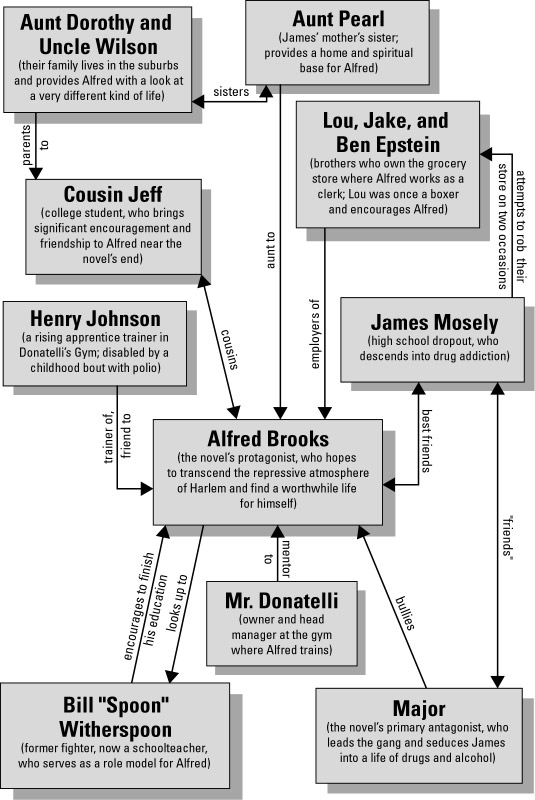 Aunt Dorothy and
Uncle Wilson
(their family lives in the suburbs
and provides Alfred with a look at
a very different kind of life)
Aunt Pearl
(James' mother's sister;
provides a home and spiritual
base for Alfred)
sisters
parents
to
Lou, Jake, and
Ben Epstein
(brothers who own the grocery
store where Alfred works as a
clerk; Lou was once a boxer
and encourages Alfred)
attempts to rob their
store on two occasions
Cousin Jeff
(college student, who brings
significant encouragement and
friendship to Alfred near the
novel's end)
aunt to
Henry Johnson
(a rising apprentice trainer in
Donatelli's Gym; disabled by a
childhood bout with polio)
cousins
employers of
James Mosely
(high school dropout, who
descends into drug addiction)
trainer of,
friend to
best friends
Alfred Brooks
(the novel's protagonist, who hopes
to transcend the repressive atmosphere
of Harlem and find a worthwhile life
for himself)
"friends"
encourages to finish
his education
looks up to
mentor
to
bullies
Mr. Donatelli
(owner and head
manager at the gym
where Alfred trains)
Bill "Spoon"
Witherspoon
(former fighter, now a schoolteacher,
who serves as a role model for Alfred)
Major
(the novel's primary antagonist, who
leads the gang and seduces James
into a life of drugs and alcohol)